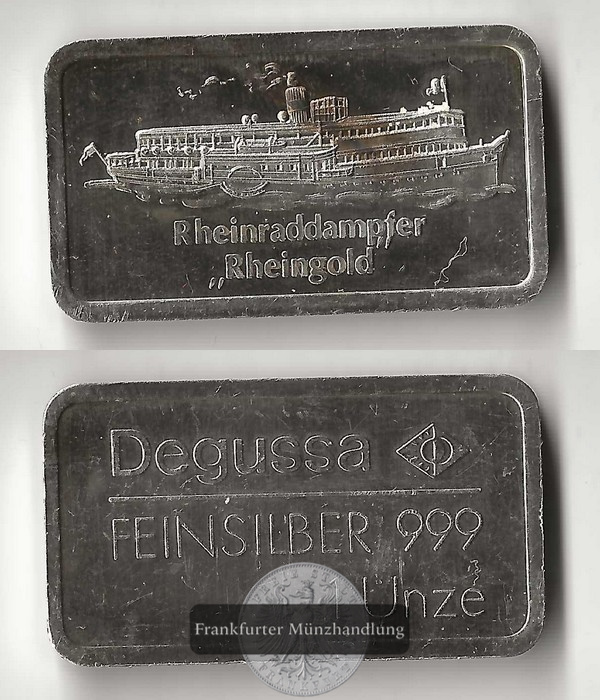 Rheinraddampfer
„Rheingold"
Degussa
FEINSILBER 999
1 Unze
Frankfurter Münzhandlung